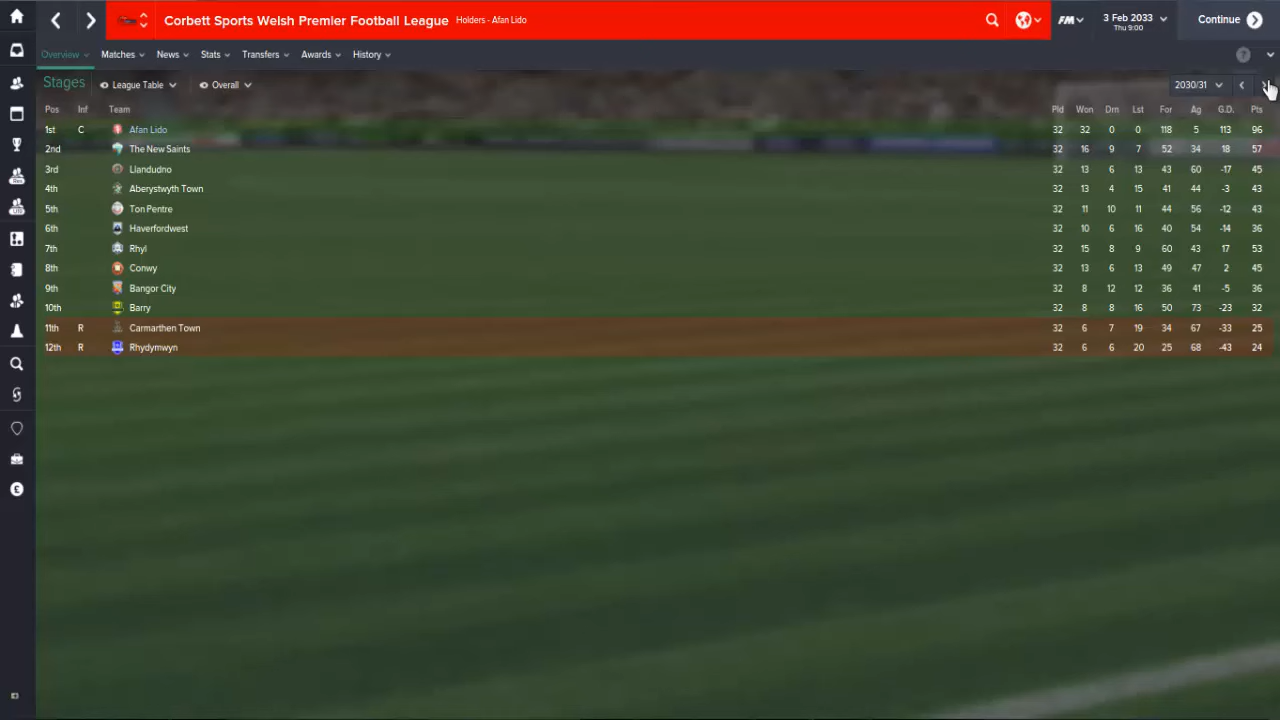 Corbett Sports Welsh Premier Football League Holders - Afan Lido FM 3 Feb 2033 Thu 9:00 Continue
Overview Matches News Stats Transfers Awards History ?
Stages League Table Overall 2030/31
Pos Inf Team Pld Won Drn Lst For Ag G.D. Pts
1st C Afan Lido 32 32 0 0 118 5 113 96
2nd The New Saints 32 16 9 7 52 34 18 57
3rd Llandudno 32 13 6 13 43 60 -17 45
4th Aberystwyth Town 32 13 4 15 41 44 -3 43
5th Ton Pentre 32 11 10 11 44 56 -12 43
6th Haverfordwest 32 10 6 16 40 54 -14 36
7th Rhyl 32 15 8 9 60 43 17 53
8th Conwy 32 13 6 13 49 47 2 45
9th Bangor City 32 8 12 12 36 41 -5 36
10th Barry 32 8 8 16 50 73 -23 32
11th R Carmarthen Town 32 6 7 19 34 67 -33 25
12th R Rhydymwyn 32 6 6 20 25 68 -43 24